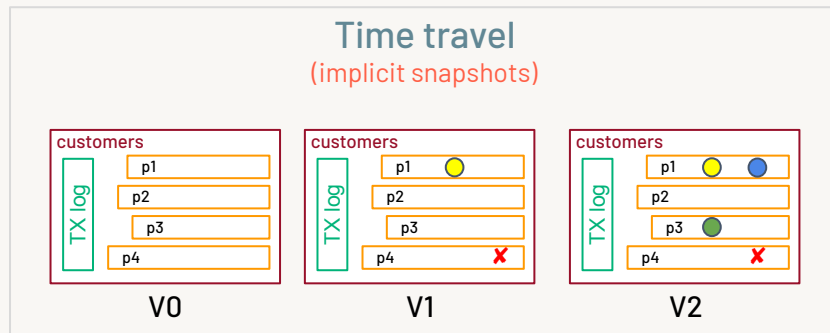 Time travel
(implicit snapshots)
customers
TX log
p1
p2
p3
p4
V0
customers
TX log
p1
p2
p3
p4
V1
customers
TX log
p1
p2
p3
p4
V2